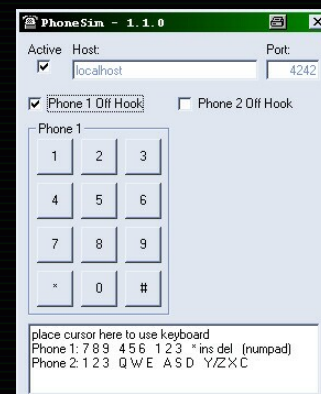 PhoneSim - 1.1.0
Active Host: Port:
localhost 4242
Phone 1 Off Hook Phone 2 Off Hook
Phone 1
1 2 3
4 5 6
7 8 9
* 0 #
place cursor here to use keyboard
Phone 1: 7 8 9 4 5 6 1 2 3 * ins del (numpad)
Phone 2: 1 2 3 Q W E A S D Y/Z X C